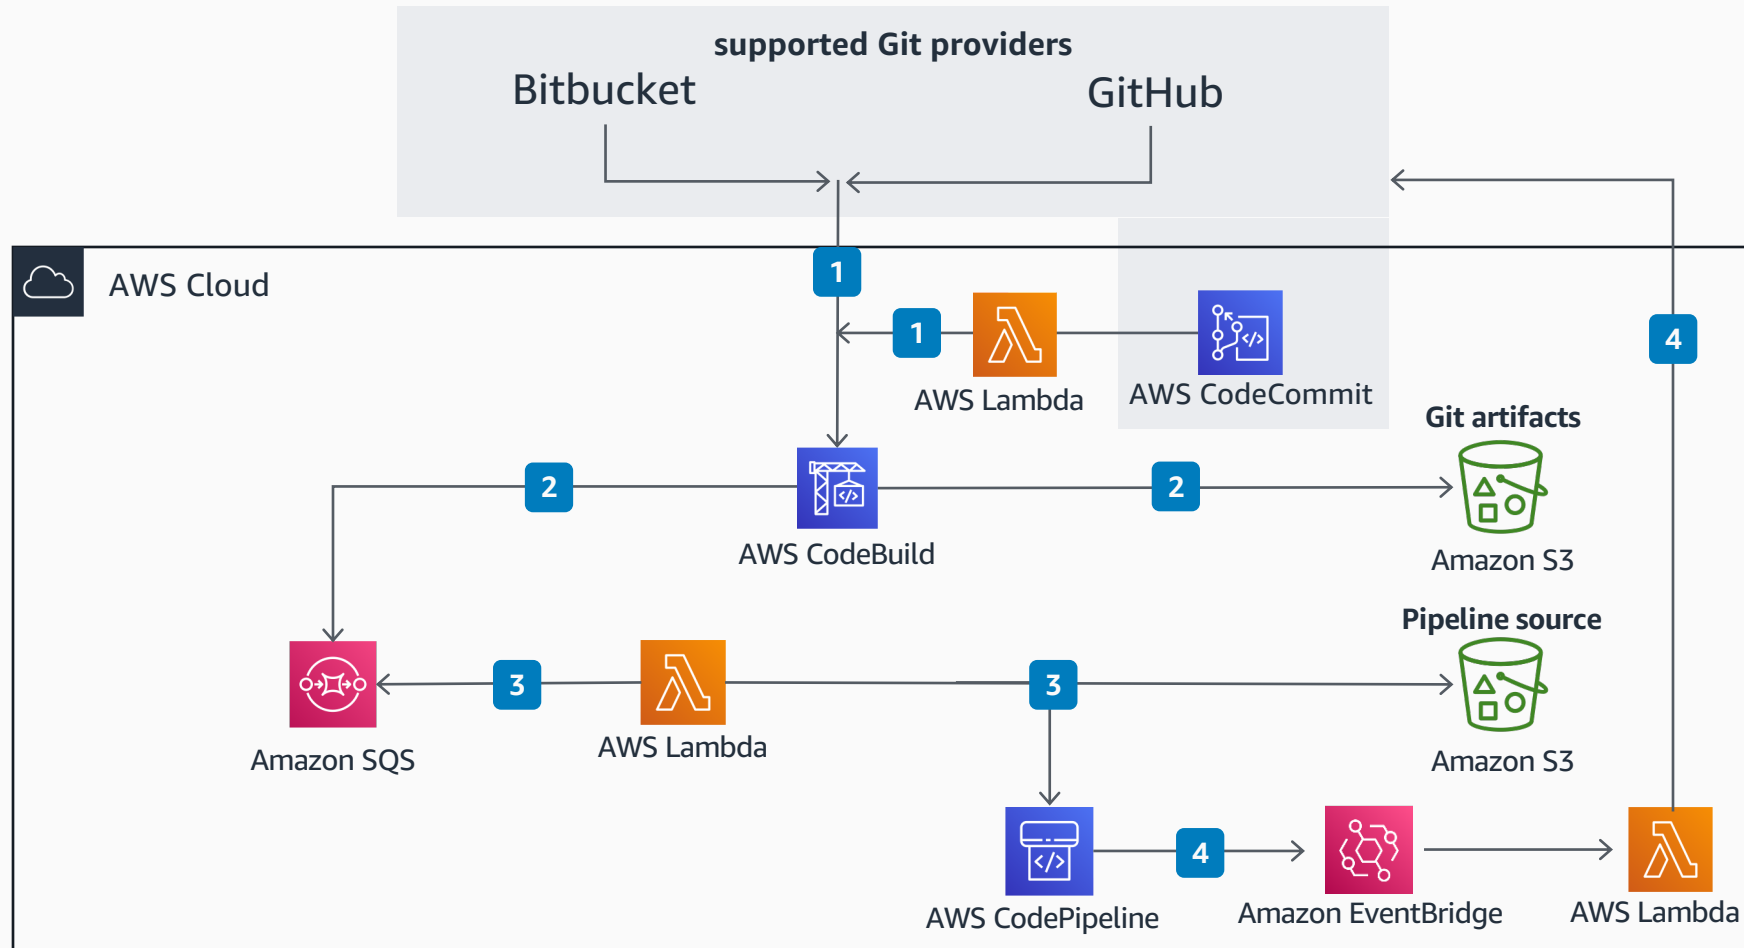 supported Git providers
Bitbucket
GitHub
AWS Cloud
1
1
AWS Lambda
AWS CodeCommit
4
Git artifacts
2
</>
2
AWS CodeBuild
Amazon S3
Pipeline source
3
3
Amazon SQS
AWS Lambda
Amazon S3
</>
4
AWS CodePipeline
Amazon EventBridge
AWS Lambda